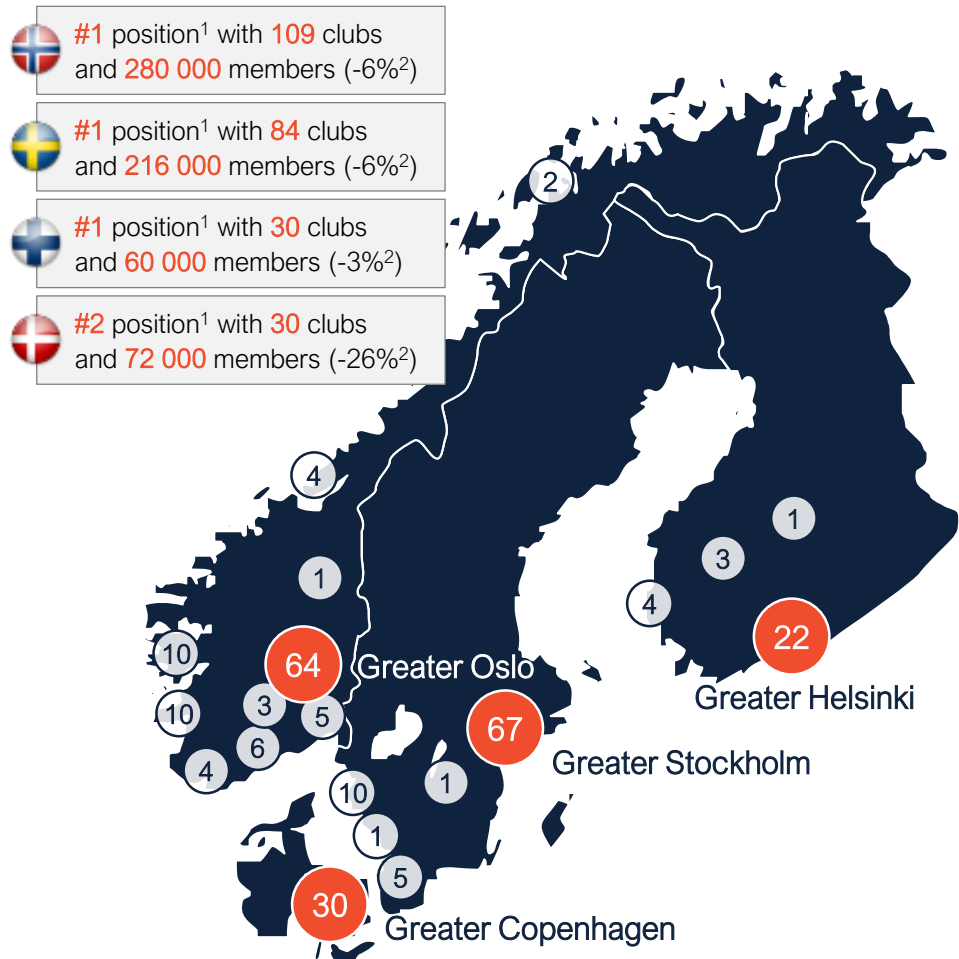 #1 position¹ with 109 clubs
and 280 000 members (-6%²)
#1 position¹ with 84 clubs
and 216 000 members (-6%²)
#1 position¹ with 30 clubs
and 60 000 members (-3%²)
#2 position¹ with 30 clubs
and 72 000 members (-26%²)
2
4
1
3
1
4
22
10
64
Greater Oslo
Greater Helsinki
10
3
5
67
6
Greater Stockholm
4
10
1
1
5
30
Greater Copenhagen